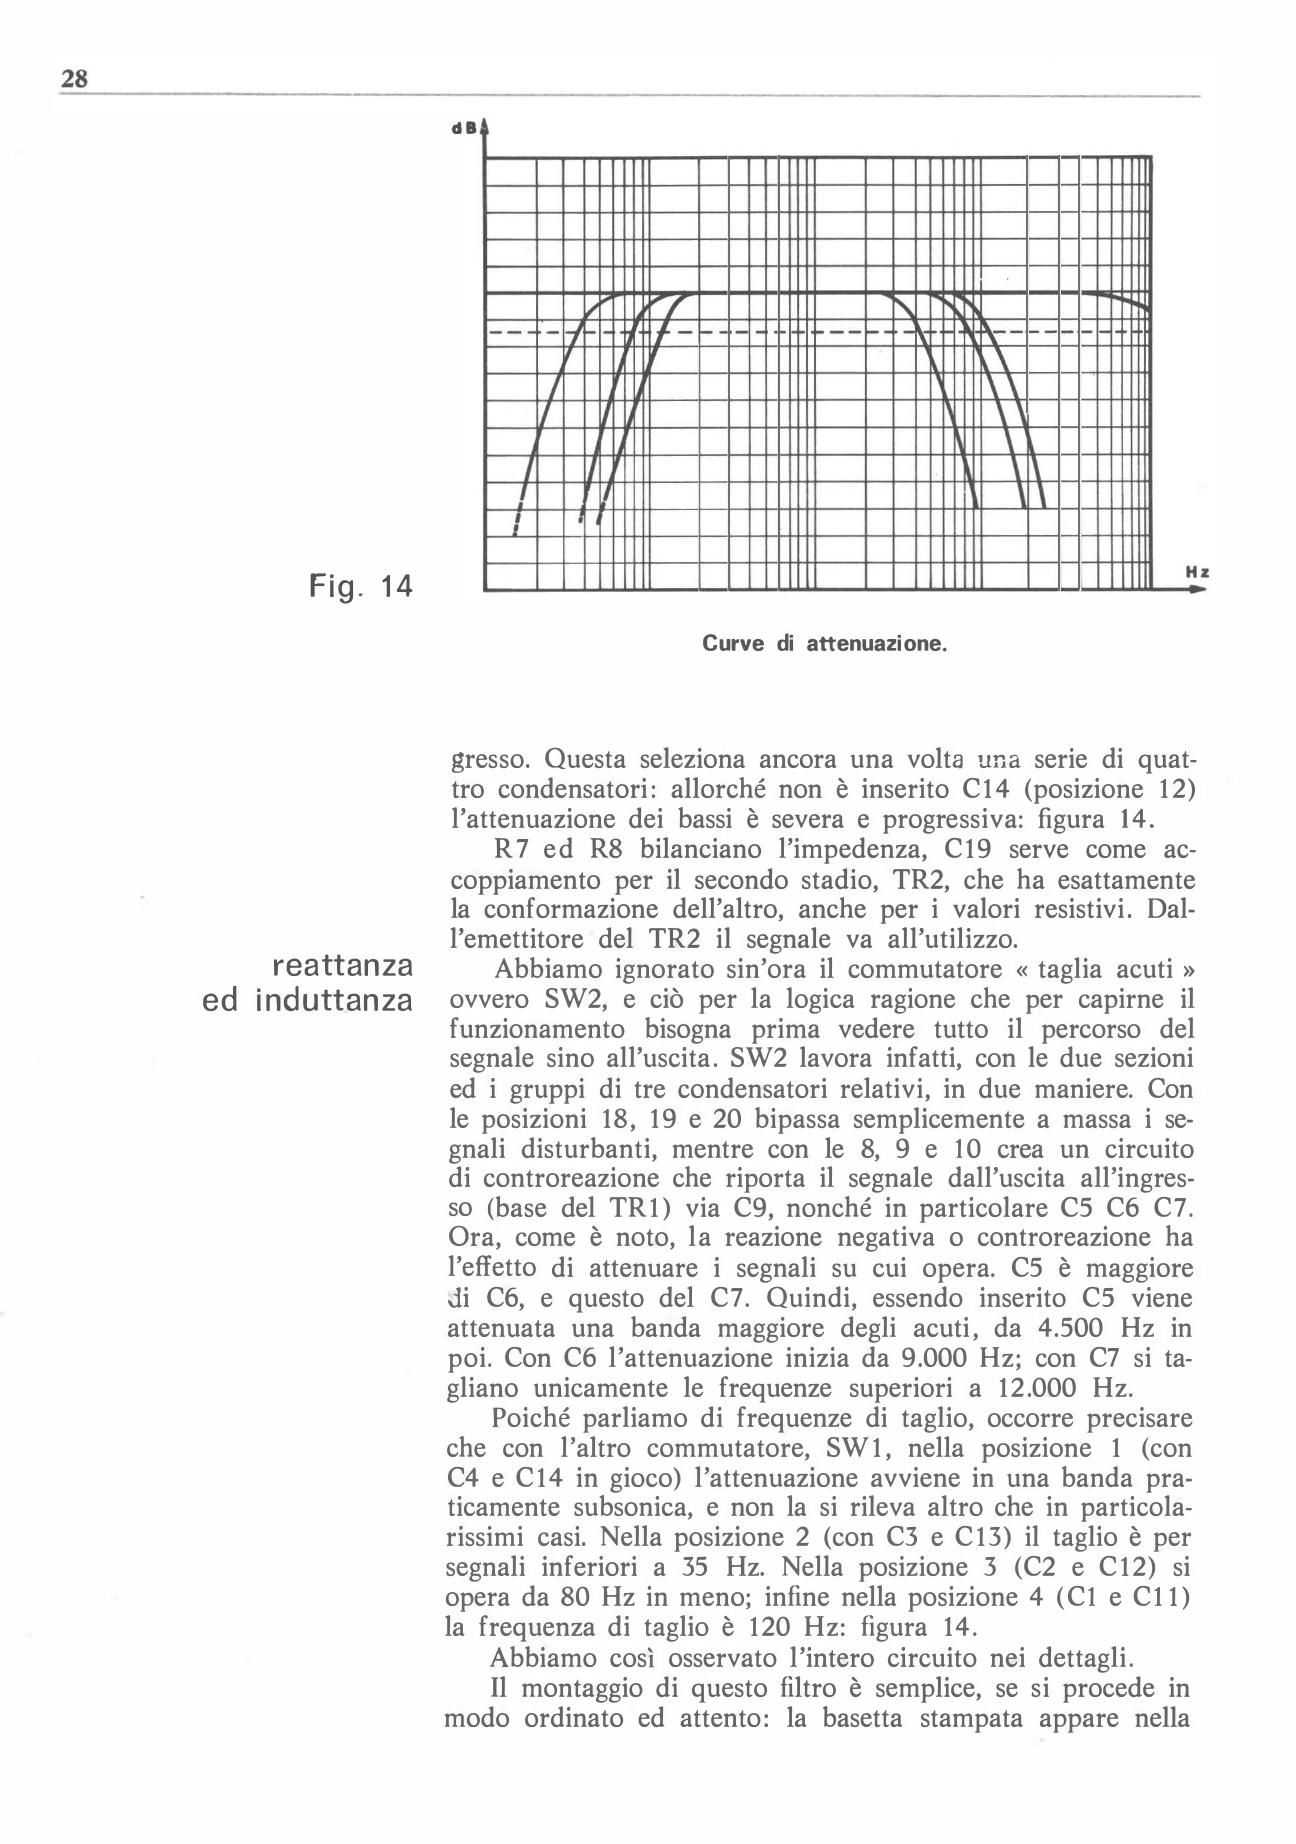 28
dB
Hz
Fig. 14
Curve di attenuazione.
gresso. Questa seleziona ancora una volta una serie di quat-
tro condensatori: allorché non è inserito C14 (posizione 12)
l'attenuazione dei bassi è severa e progressiva: figura 14.
R7 ed R8 bilanciano l'impedenza, C19 serve come ac-
coppiamento per il secondo stadio, TR2, che ha esattamente
la conformazione dell'altro, anche per i valori resistivi. Dal-
l'emettitore del TR2 il segnale va all'utilizzo.
reattanza
ed induttanza
Abbiamo ignorato sin'ora il commutatore « taglia acuti »
ovvero SW2, e ciò per la logica ragione che per capirne il
funzionamento bisogna prima vedere tutto il percorso del
segnale sino all'uscita. SW2 lavora infatti, con le due sezioni
ed i gruppi di tre condensatori relativi, in due maniere. Con
le posizioni 18, 19 e 20 bipassa semplicemente a massa i se-
gnali disturbanti, mentre con le 8, 9 e 10 crea un circuito
di controreazione che riporta il segnale dall'uscita all'ingres-
so (base del TR1) via C9, nonché in particolare C5 C6 C7.
Ora, come è noto, la reazione negativa o controreazione ha
l'effetto di attenuare i segnali su cui opera. C5 è maggiore
di C6, e questo del C7. Quindi, essendo inserito C5 viene
attenuata una banda maggiore degli acuti, da 4.500 Hz in
poi. Con C6 l'attenuazione inizia da 9.000 Hz; con C7 si ta-
gliano unicamente le frequenze superiori a 12.000 Hz.
Poiché parliamo di frequenze di taglio, occorre precisare
che con l'altro commutatore, SW1, nella posizione 1 (con
C4 e C14 in gioco) l'attenuazione avviene in una banda pra-
ticamente subsonica, e non la si rileva altro che in particola-
rissimi casi. Nella posizione 2 (con C3 e C13) il taglio è per
segnali inferiori a 35 Hz. Nella posizione 3 (C2 e C12) si
opera da 80 Hz in meno; infine nella posizione 4 (C1 e C11)
la frequenza di taglio è 120 Hz: figura 14.
Abbiamo così osservato l'intero circuito nei dettagli.
Il montaggio di questo filtro è semplice, se si procede in
modo ordinato ed attento: la basetta stampata appare nella